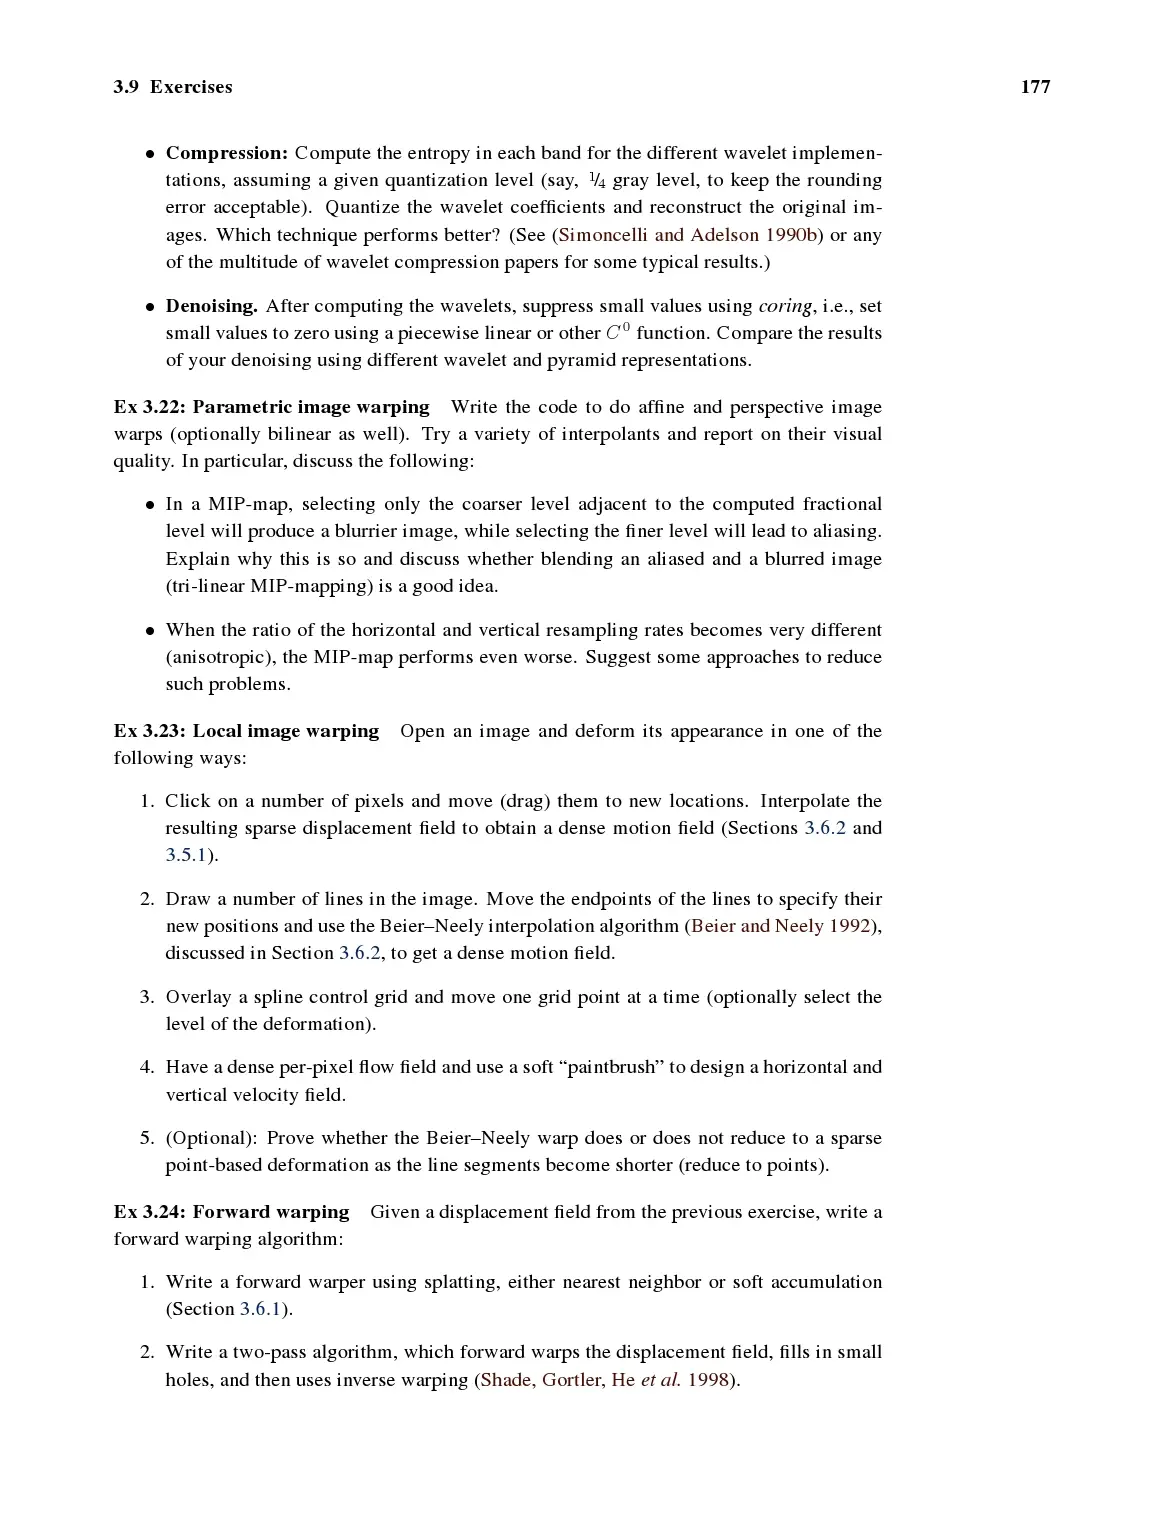 3.9 Exercises 177
• Compression: Compute the entropy in each band for the different wavelet implemen-
tations, assuming a given quantization level (say, 1/4 gray level, to keep the rounding
error acceptable). Quantize the wavelet coefficients and reconstruct the original im-
ages. Which technique performs better? (See (Simoncelli and Adelson 1990b) or any
of the multitude of wavelet compression papers for some typical results.)
• Denoising. After computing the wavelets, suppress small values using coring, i.e., set
small values to zero using a piecewise linear or other C⁰ function. Compare the results
of your denoising using different wavelet and pyramid representations.
Ex 3.22: Parametric image warping Write the code to do affine and perspective image
warps (optionally bilinear as well). Try a variety of interpolants and report on their visual
quality. In particular, discuss the following:
• In a MIP-map, selecting only the coarser level adjacent to the computed fractional
level will produce a blurrier image, while selecting the finer level will lead to aliasing.
Explain why this is so and discuss whether blending an aliased and a blurred image
(tri-linear MIP-mapping) is a good idea.
• When the ratio of the horizontal and vertical resampling rates becomes very different
(anisotropic), the MIP-map performs even worse. Suggest some approaches to reduce
such problems.
Ex 3.23: Local image warping Open an image and deform its appearance in one of the
following ways:
1. Click on a number of pixels and move (drag) them to new locations. Interpolate the
resulting sparse displacement field to obtain a dense motion field (Sections 3.6.2 and
3.5.1).
2. Draw a number of lines in the image. Move the endpoints of the lines to specify their
new positions and use the Beier–Neely interpolation algorithm (Beier and Neely 1992),
discussed in Section 3.6.2, to get a dense motion field.
3. Overlay a spline control grid and move one grid point at a time (optionally select the
level of the deformation).
4. Have a dense per-pixel flow field and use a soft “paintbrush” to design a horizontal and
vertical velocity field.
5. (Optional): Prove whether the Beier–Neely warp does or does not reduce to a sparse
point-based deformation as the line segments become shorter (reduce to points).
Ex 3.24: Forward warping Given a displacement field from the previous exercise, write a
forward warping algorithm:
1. Write a forward warper using splatting, either nearest neighbor or soft accumulation
(Section 3.6.1).
2. Write a two-pass algorithm, which forward warps the displacement field, fills in small
holes, and then uses inverse warping (Shade, Gortler, He et al. 1998).